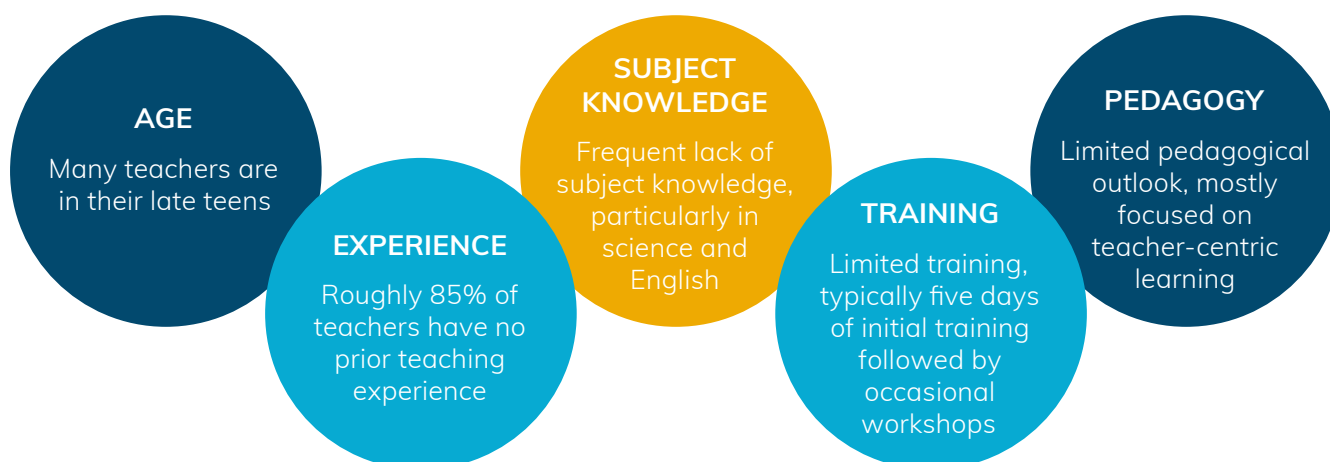 AGE
Many teachers are
in their late teens
EXPERIENCE
Roughly 85% of
teachers have no
prior teaching
experience
SUBJECT
KNOWLEDGE
Frequent lack of
subject knowledge,
particularly in
science and
English
TRAINING
Limited training,
typically five days
of initial training
followed by
occasional
workshops
PEDAGOGY
Limited pedagogical
outlook, mostly
focused on
teacher-centric
learning